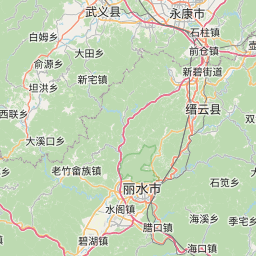 武义县
永康市
白姆乡
石柱镇
大田乡
前仓镇
俞源乡
新碧街道
新宅镇
坦洪乡
缙云县
西联乡
双
大溪口乡
老竹畲族镇
丽水市
石笕乡
水阁镇
海溪乡
季宅乡
腊口镇
碧湖镇
海口镇